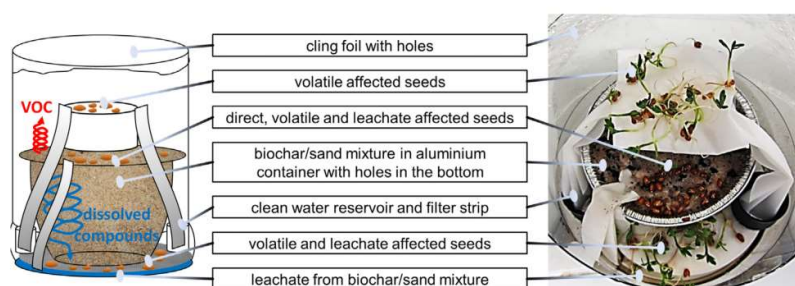 cling foil with holes
volatile affected seeds
VOC
direct, volatile and leachate affected seeds
biochar/sand mixture in aluminium
container with holes in the bottom
clean water reservoir and filter strip
dissolved
compounds
volatile and leachate affected seeds
leachate from biochar/sand mixture